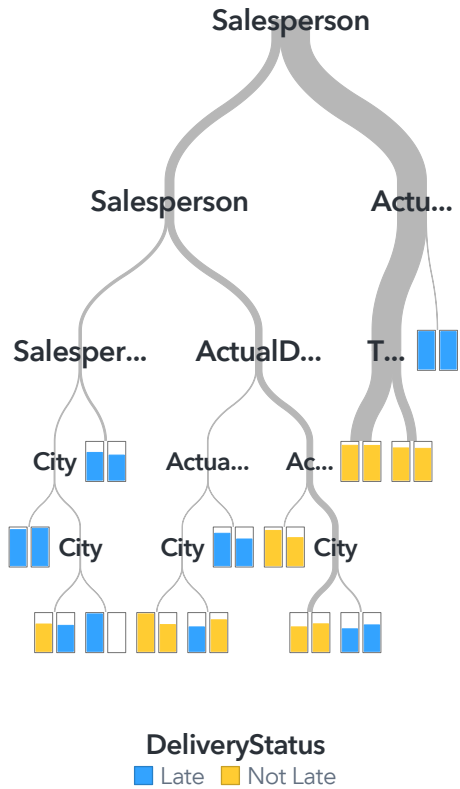 Salesperson
Salesperson Actu...
Salesper... ActualD... T...
City Actua... Ac...
City City City
DeliveryStatus
Late Not Late